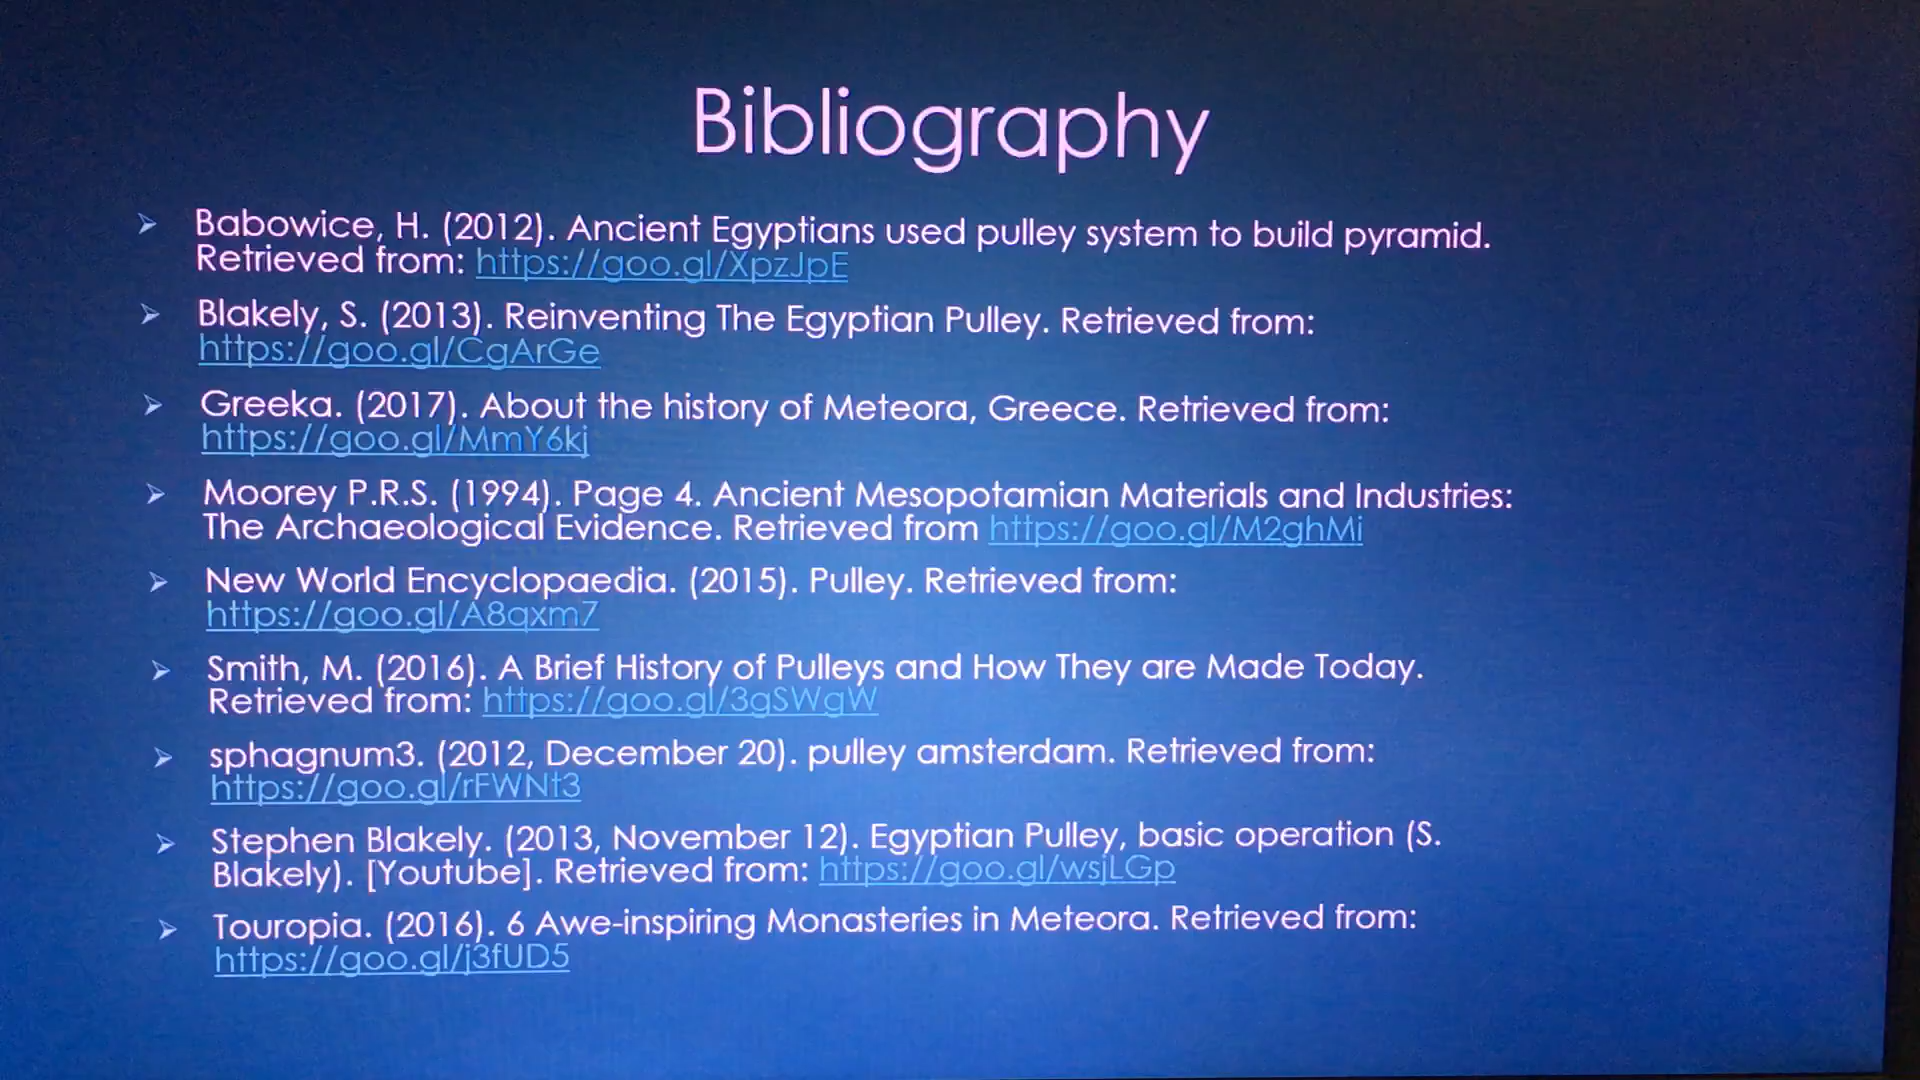 Bibliography
Babowice, H. (2012). Ancient Egyptians used pulley system to build pyramid.
Retrieved from: https://goo.gl/XpzJpE
Blakely, S. (2013). Reinventing The Egyptian Pulley. Retrieved from:
https://goo.gl/CgArGe
Greeka. (2017). About the history of Meteora, Greece. Retrieved from:
https://goo.gl/MmY6kj
Moorey P.R.S. (1994). Page 4. Ancient Mesopotamian Materials and Industries:
The Archaeological Evidence. Retrieved from https://goo.gl/M2ghMi
New World Encyclopaedia. (2015). Pulley. Retrieved from:
https://goo.gl/A8qxm7
Smith, M. (2016). A Brief History of Pulleys and How They are Made Today.
Retrieved from: https://goo.gl/3gSWgW
sphagnum3. (2012, December 20). pulley amsterdam. Retrieved from:
https://goo.gl/rFWNt3
Stephen Blakely. (2013, November 12). Egyptian Pulley, basic operation (S.
Blakely). [Youtube]. Retrieved from: https://goo.gl/wsjLGp
Touropia. (2016). 6 Awe-inspiring Monasteries in Meteora. Retrieved from:
https://goo.gl/j3fUD5